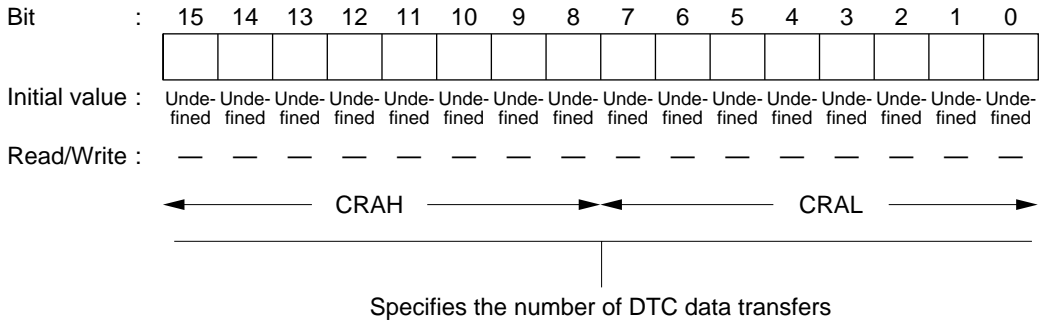 Bit : 15 14 13 12 11 10 9 8 7 6 5 4 3 2 1 0
Initial value : Unde- Unde- Unde- Unde- Unde- Unde- Unde- Unde- Unde- Unde- Unde- Unde- Unde- Unde- Unde- Unde-
fined fined fined fined fined fined fined fined fined fined fined fined fined fined fined fined
Read/Write : — — — — — — — — — — — — — — — —
CRAH CRAL
Specifies the number of DTC data transfers